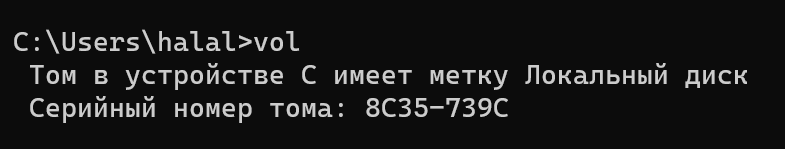 C:\Users\halal>vol
Том в устройстве C имеет метку Локальный диск
Серийный номер тома: 8C35-739C